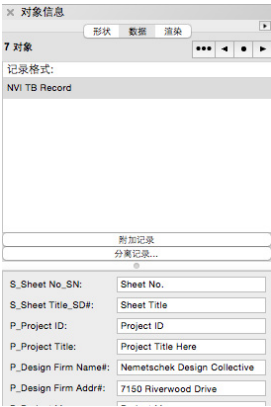 × 对象信息
形状 数据 渲染
7 对象
记录格式:
NVI TB Record
附加记录
分离记录...
S_Sheet No_SN: Sheet No.
S_Sheet Title_SD#: Sheet Title
P_Project ID: Project ID
P_Project Title: Project Title Here
P_Design Firm Name#: Nemetschek Design Collective
P_Design Firm Addr#: 7150 Riverwood Drive